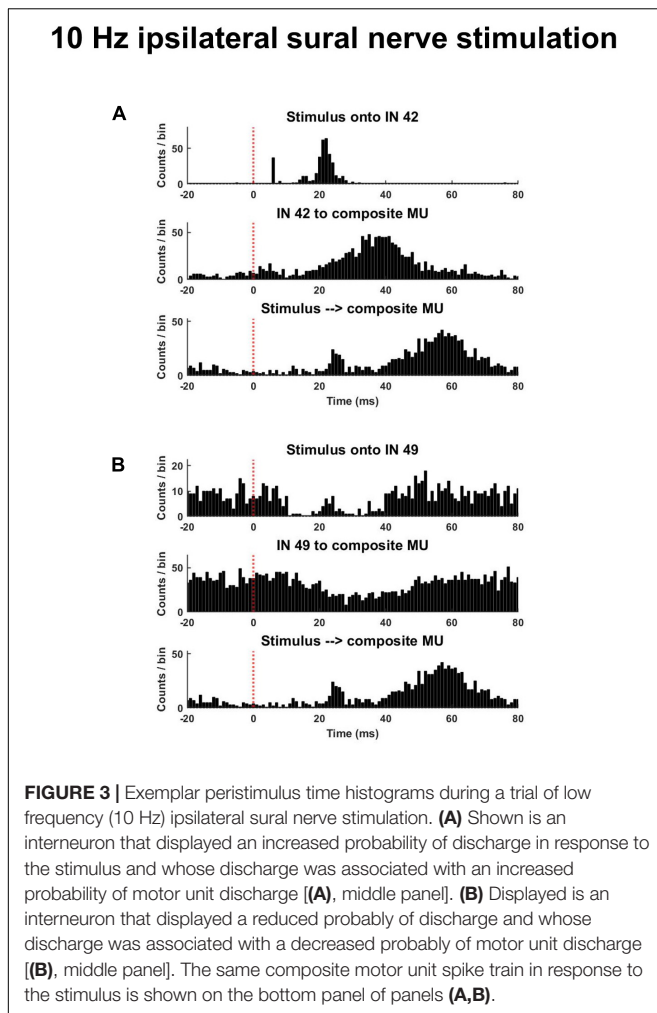 10 Hz ipsilateral sural nerve stimulation
A
Stimulus onto IN 42
Counts / bin
50
0
-20 0 20 40 60 80
IN 42 to composite MU
Counts / bin
50
0
-20 0 20 40 60 80
Stimulus --> composite MU
Counts / bin
50
0
-20 0 20 40 60 80
Time (ms)
B
Stimulus onto IN 49
Counts / bin
20
10
0
-20 0 20 40 60 80
IN 49 to composite MU
Counts / bin
50
0
-20 0 20 40 60 80
Stimulus --> composite MU
Counts / bin
50
0
-20 0 20 40 60 80
Time (ms)
FIGURE 3 | Exemplar peristimulus time histograms during a trial of low
frequency (10 Hz) ipsilateral sural nerve stimulation. (A) Shown is an
interneuron that displayed an increased probability of discharge in response to
the stimulus and whose discharge was associated with an increased
probability of motor unit discharge [(A), middle panel]. (B) Displayed is an
interneuron that displayed a reduced probably of discharge and whose
discharge was associated with a decreased probably of motor unit discharge
[(B), middle panel]. The same composite motor unit spike train in response to
the stimulus is shown on the bottom panel of panels (A,B).